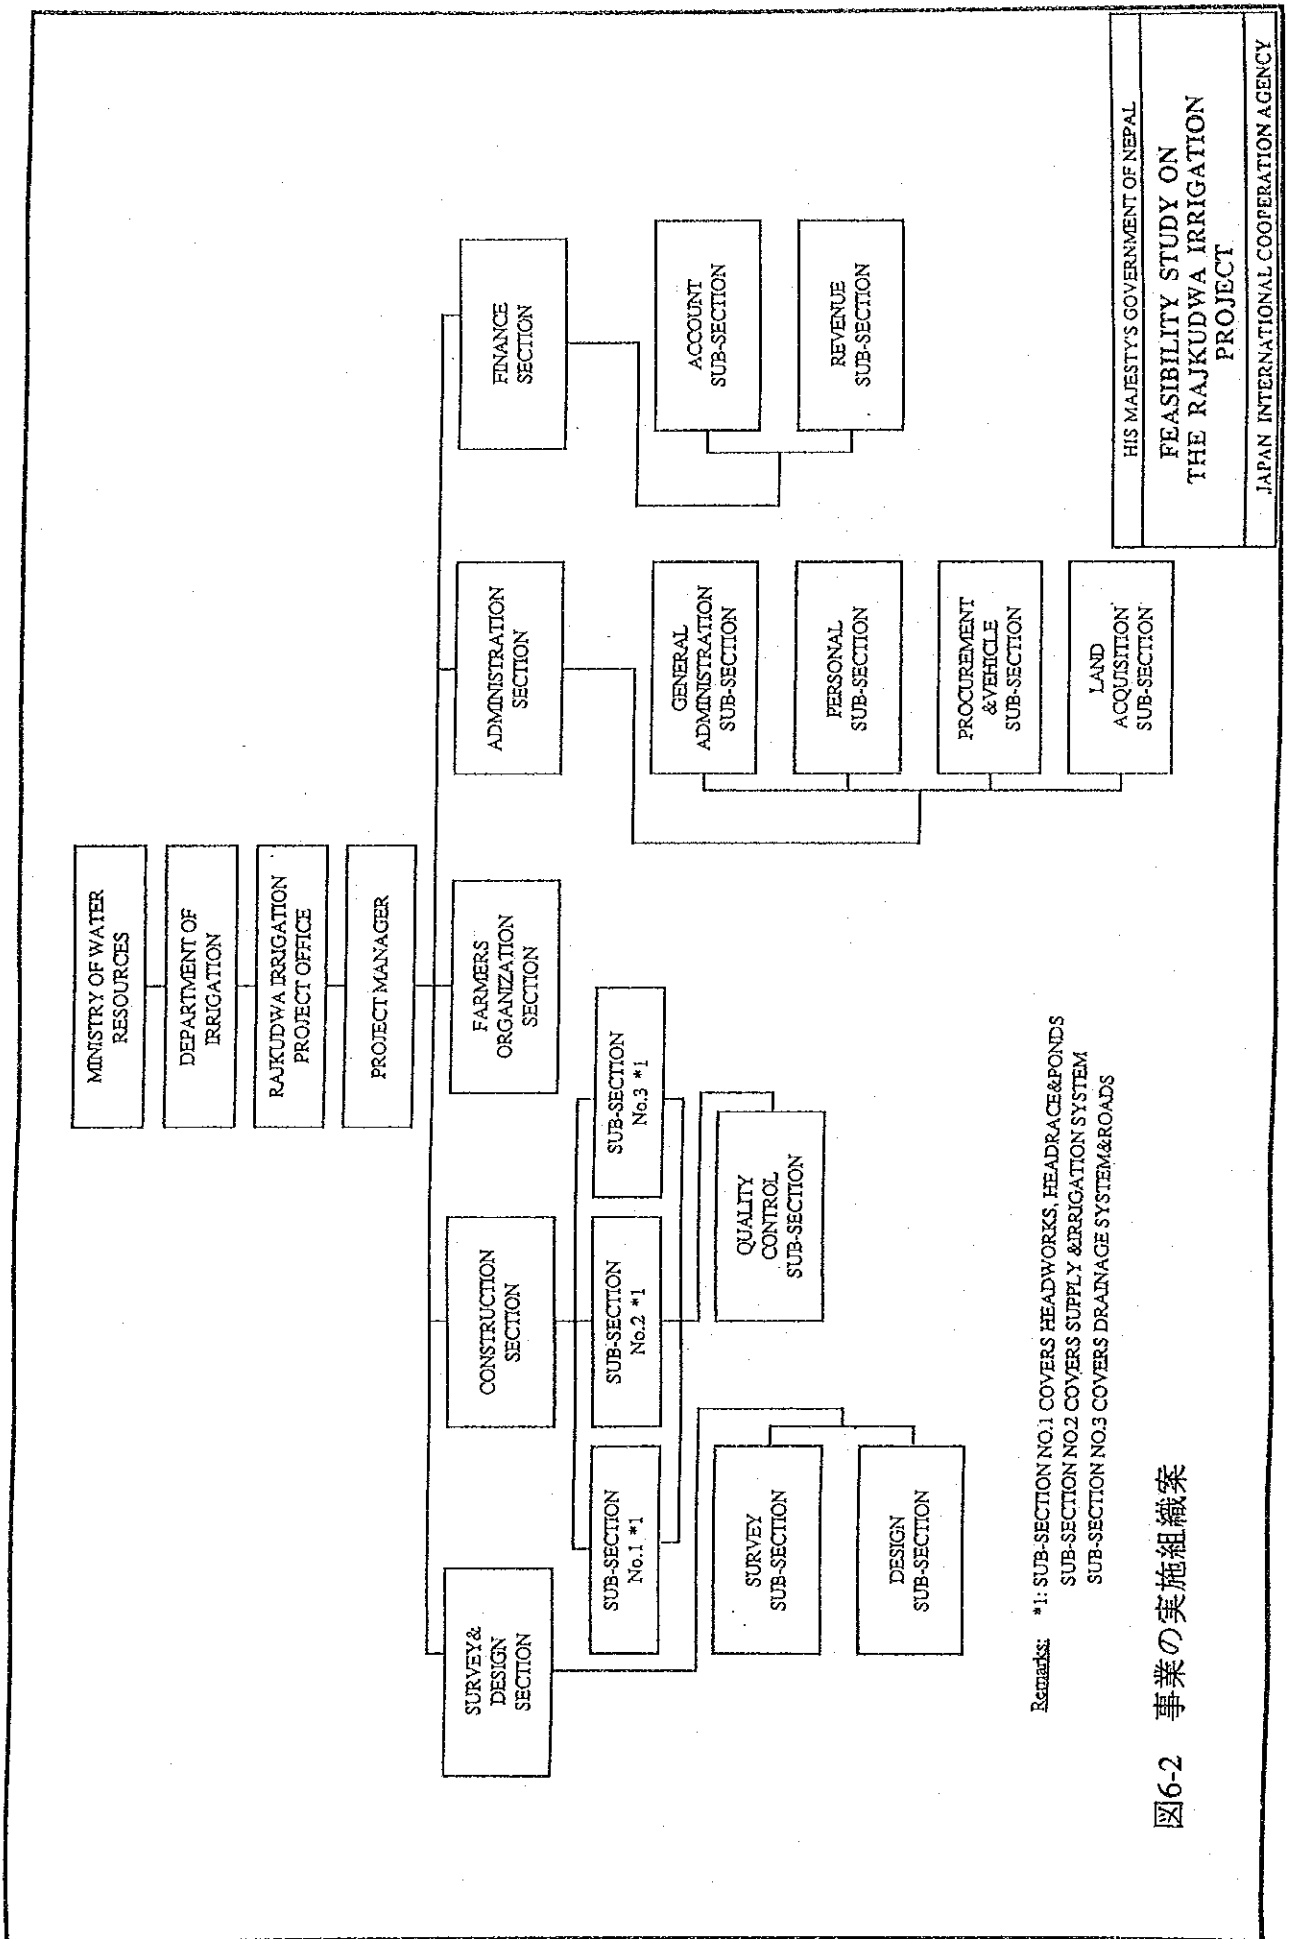 MINISTRY OF WATER
RESOURCES
DEPARTMENT OF
IRRIGATION
RAJKUDWA IRRIGATION
PROJECT OFFICE
PROJECT MANAGER
SURVEY&
DESIGN
SECTION
CONSTRUCTION
SECTION
FARMERS
ORGANIZATION
SECTION
ADMINISTRATION
SECTION
FINANCE
SECTION
SUB-SECTION
No.1 *1
SUB-SECTION
No.2 *1
SUB-SECTION
No.3 *1
SURVEY
SUB-SECTION
DESIGN
SUB-SECTION
QUALITY
CONTROL
SUB-SECTION
GENERAL
ADMINISTRATION
SUB-SECTION
PERSONAL
SUB-SECTION
PROCUREMENT
&VEHICLE
SUB-SECTION
LAND
ACQUISITION
SUB-SECTION
ACCOUNT
SUB-SECTION
REVENUE
SUB-SECTION
Remarks: *1: SUB-SECTION NO.1 COVERS HEADWORKS, HEADRACE&PONDS
SUB-SECTION NO.2 COVERS SUPPLY &IRRIGATION SYSTEM
SUB-SECTION NO.3 COVERS DRAINAGE SYSTEM&ROADS
図6-2 事業の実施組織案
HIS MAJESTY'S GOVERNMENT OF NEPAL
FEASIBILITY STUDY ON
THE RAJKUDWA IRRIGATION
PROJECT
JAPAN INTERNATIONAL COOPERATION AGENCY